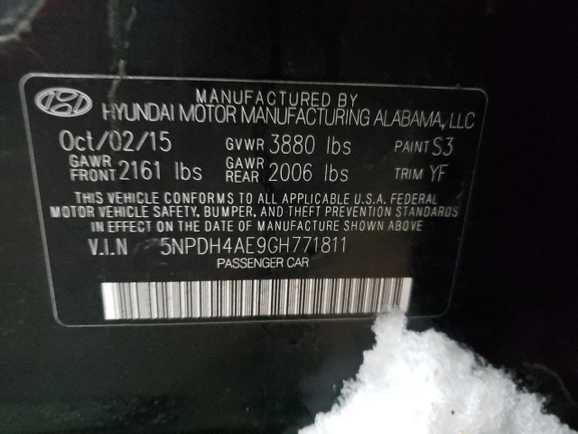 MANUFACTURED BY
HYUNDAI MOTOR MANUFACTURING ALABAMA, LLC
Oct/02/15 GVWR 3880 lbs PAINT S3
GAWR FRONT 2161 lbs GAWR REAR 2006 lbs TRIM YF
THIS VEHICLE CONFORMS TO ALL APPLICABLE U.S.A. FEDERAL
MOTOR VEHICLE SAFETY, BUMPER, AND THEFT PREVENTION STANDARDS
IN EFFECT ON THE DATE OF MANUFACTURE SHOWN ABOVE
V.I.N 5NPDH4AE9GH771811
PASSENGER CAR